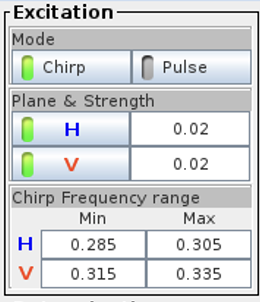 Excitation
Mode
Chirp Pulse
Plane & Strength
H 0.02
V 0.02
Chirp Frequency range
Min Max
H 0.285 0.305
V 0.315 0.335